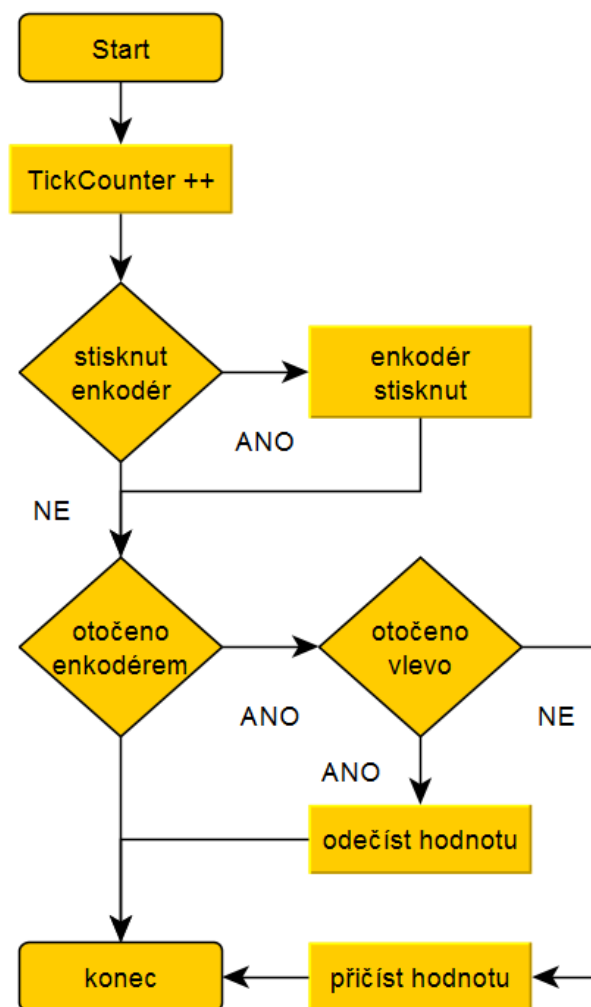 Start
TickCounter ++
stisknut
enkodér
enkodér
stisknut
ANO
NE
otočeno
enkodérem
otočeno
vlevo
ANO
NE
ANO
odečíst hodnotu
konec
přičíst hodnotu